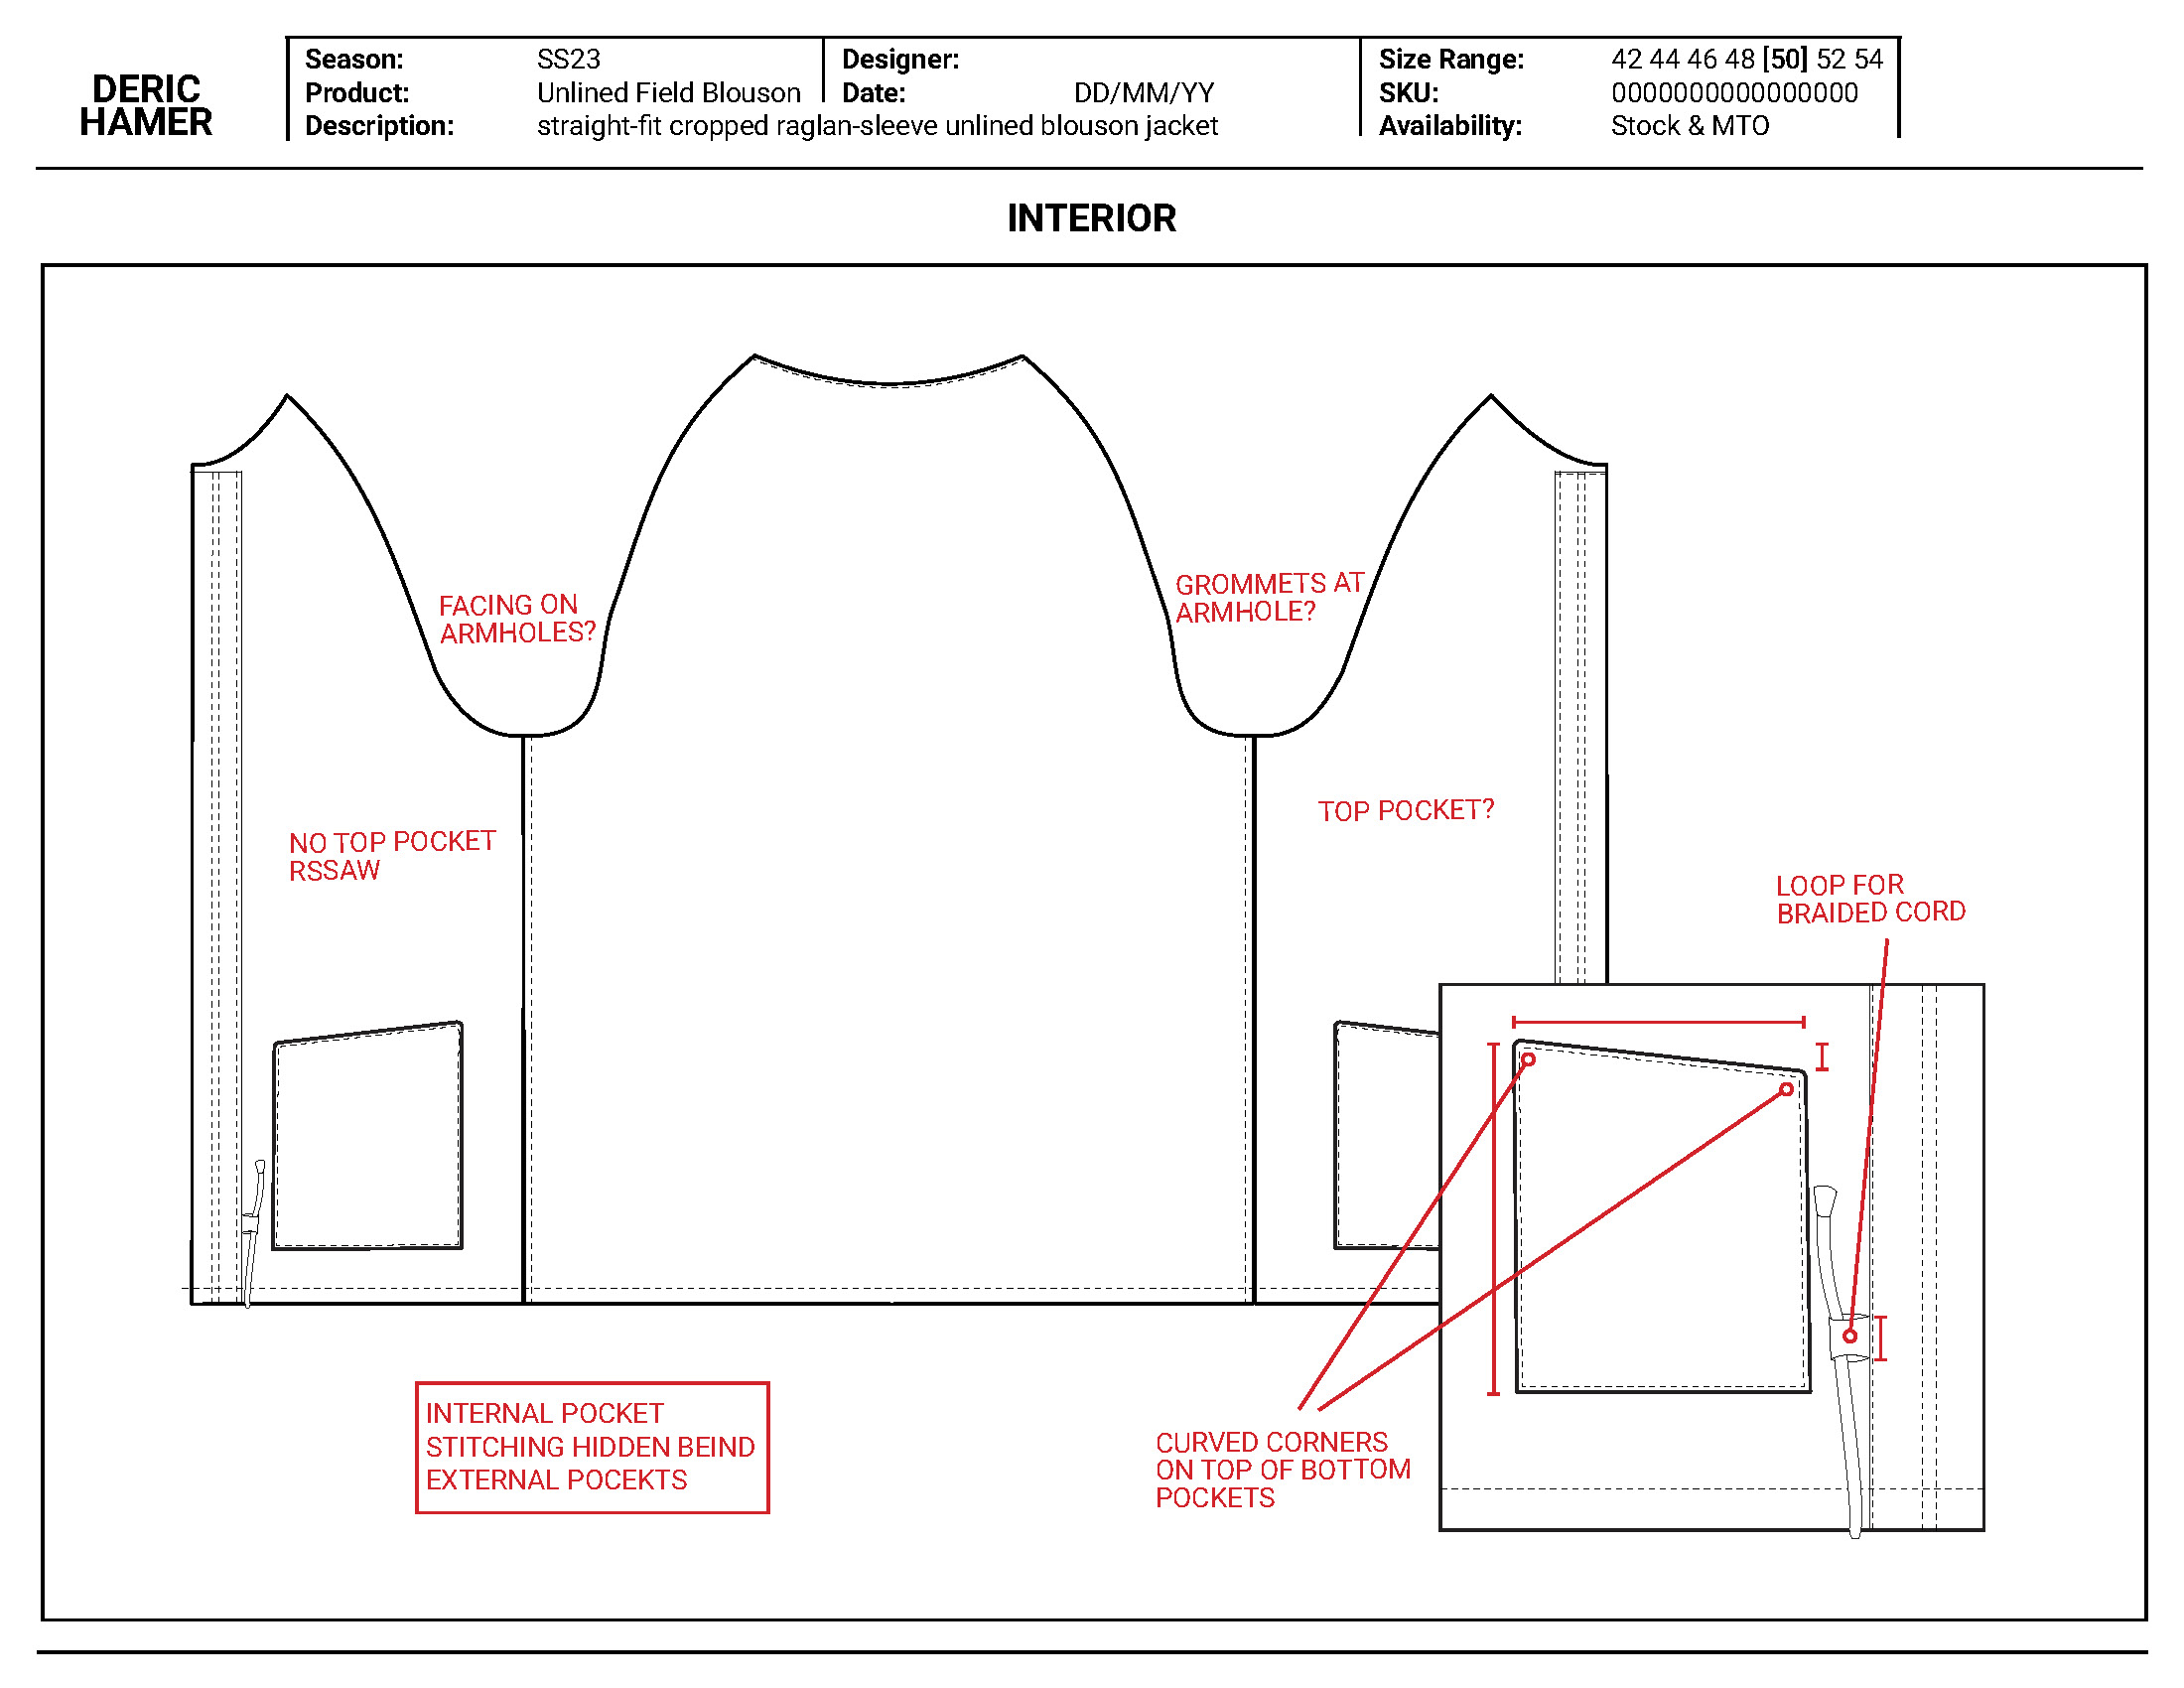 DERIC
HAMER
Season: SS23
Product: Unlined Field Blouson
Description: straight-fit cropped raglan-sleeve unlined blouson jacket
Designer:
Date: DD/MM/YY
Size Range: 42 44 46 48 [50] 52 54
SKU: 0000000000000000
Availability: Stock & MTO
INTERIOR
FACING ON
ARMHOLES?
GROMMETS AT
ARMHOLE?
NO TOP POCKET
RSSAW
TOP POCKET?
LOOP FOR
BRAIDED CORD
INTERNAL POCKET
STITCHING HIDDEN BEIND
EXTERNAL POCEKTS
CURVED CORNERS
ON TOP OF BOTTOM
POCKETS